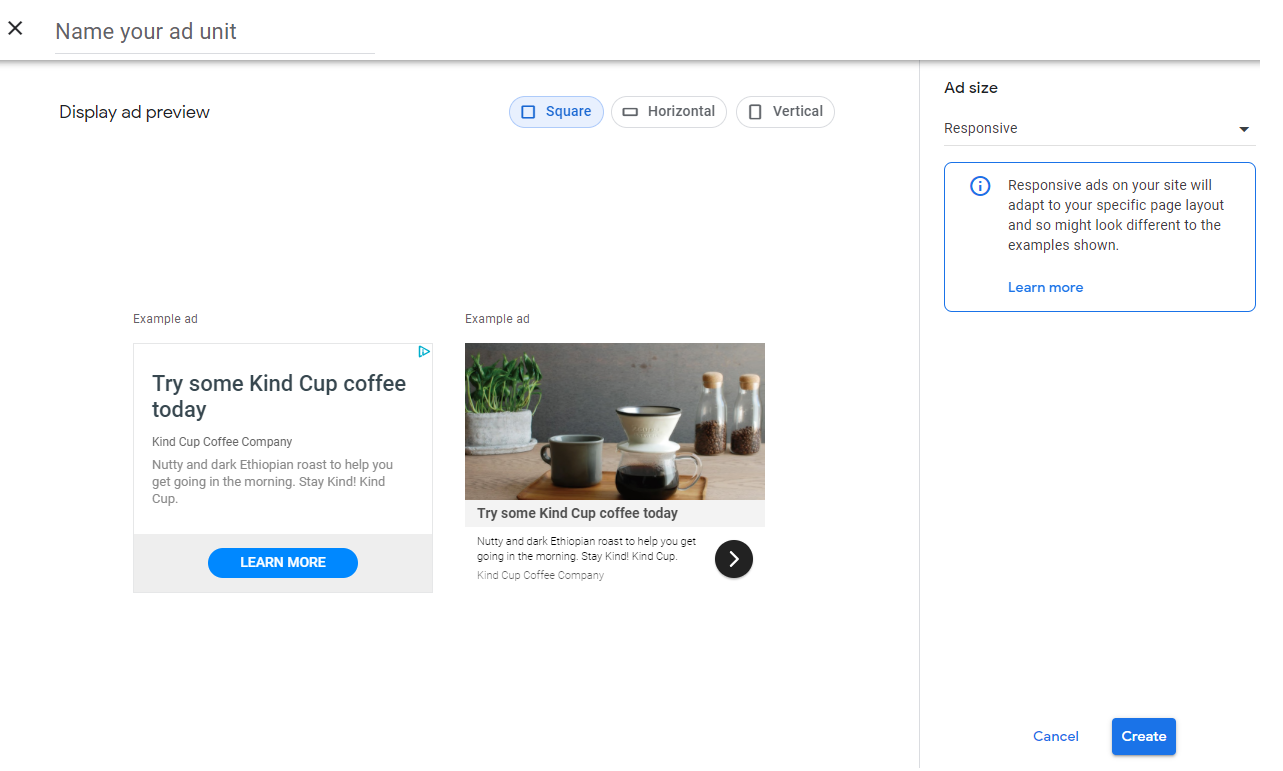 Name your ad unit
Display ad preview
Square
Horizontal
Vertical
Example ad
Try some Kind Cup coffee
today
Kind Cup Coffee Company
Nutty and dark Ethiopian roast to help you
get going in the morning. Stay Kind! Kind
Cup.
LEARN MORE
Example ad
Try some Kind Cup coffee today
Nutty and dark Ethiopian roast to help you get
going in the morning. Stay Kind! Kind Cup.
Kind Cup Coffee Company
Ad size
Responsive
Responsive ads on your site will
adapt to your specific page layout
and so might look different to the
examples shown.
Learn more
Cancel
Create